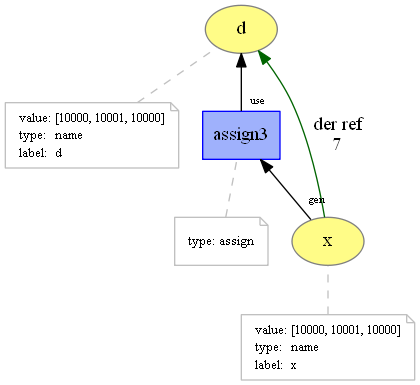 d
use
value: [10000, 10001, 10000]
type: name
label: d
assign3
der ref
7
gen
type: assign
x
value: [10000, 10001, 10000]
type: name
label: x